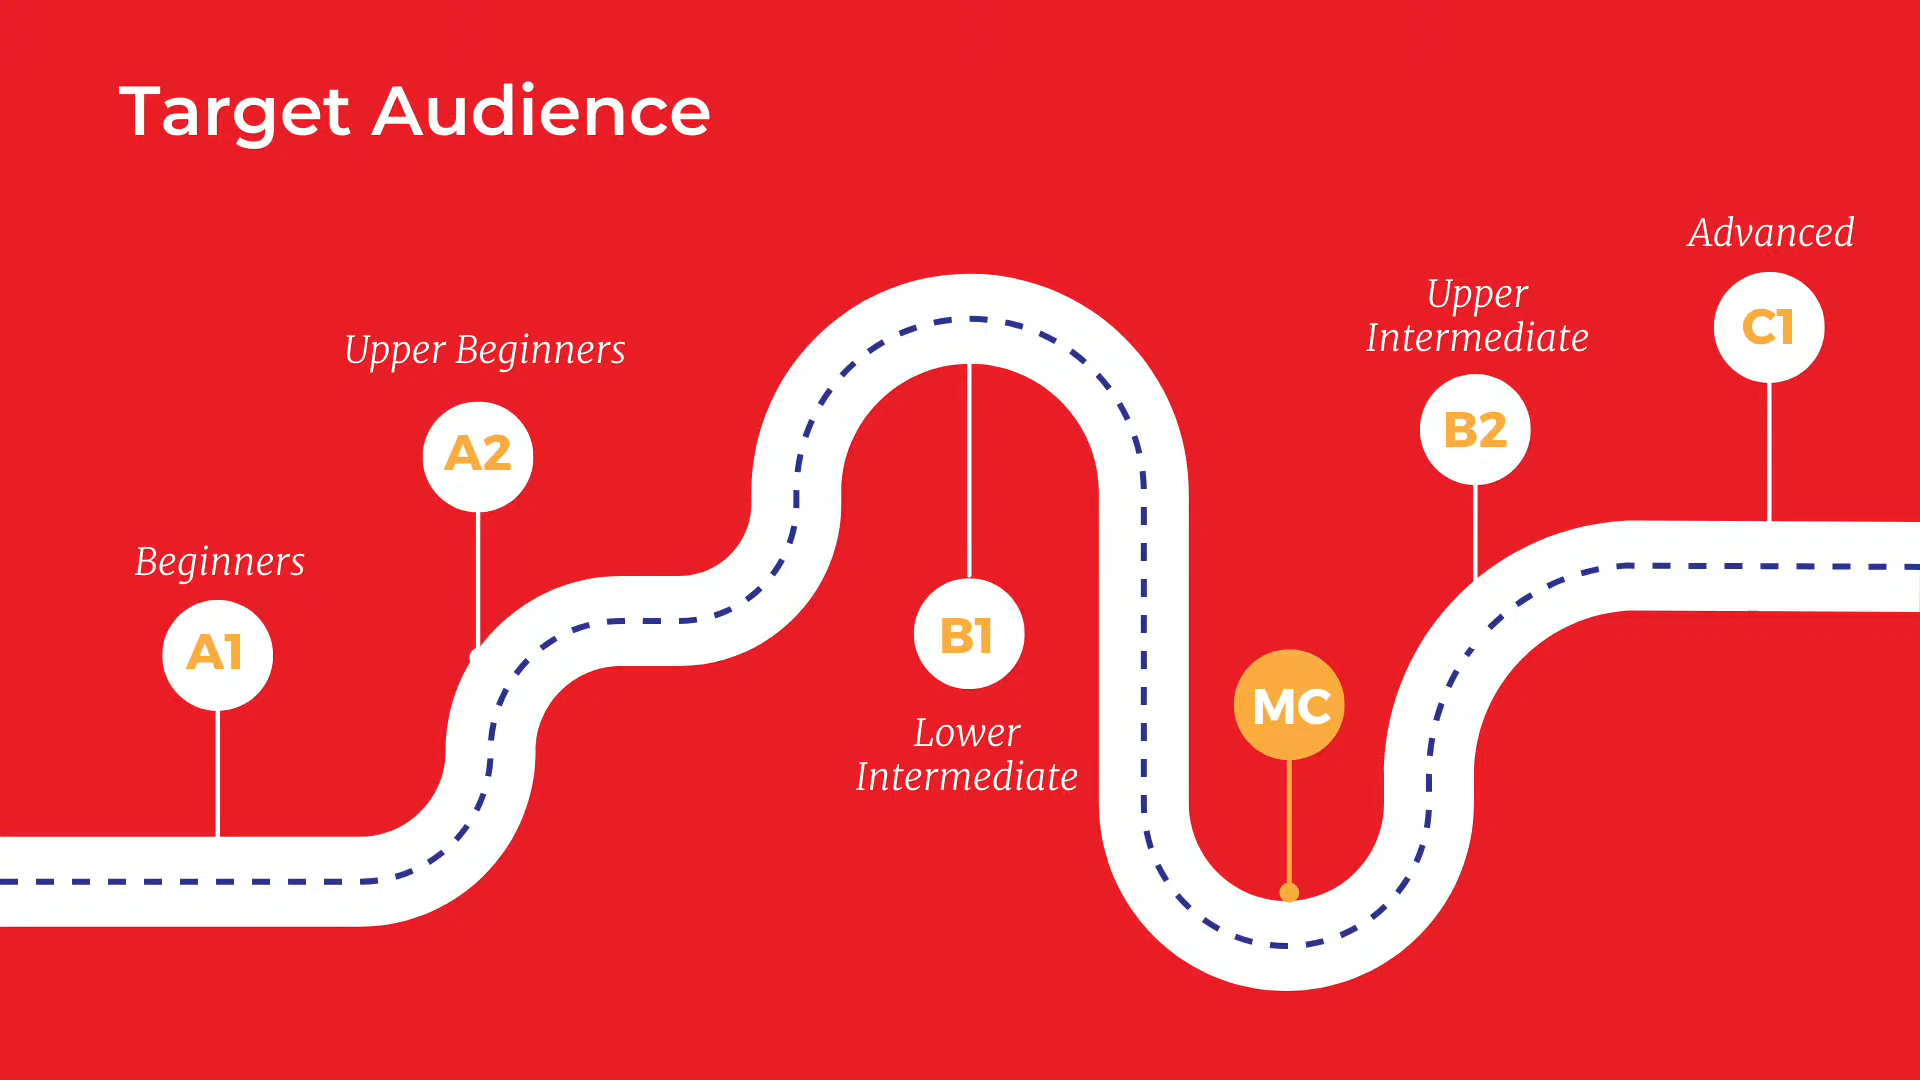 Target Audience
Beginners
A1
Upper Beginners
A2
B1
Lower
Intermediate
MC
Upper
Intermediate
B2
Advanced
C1